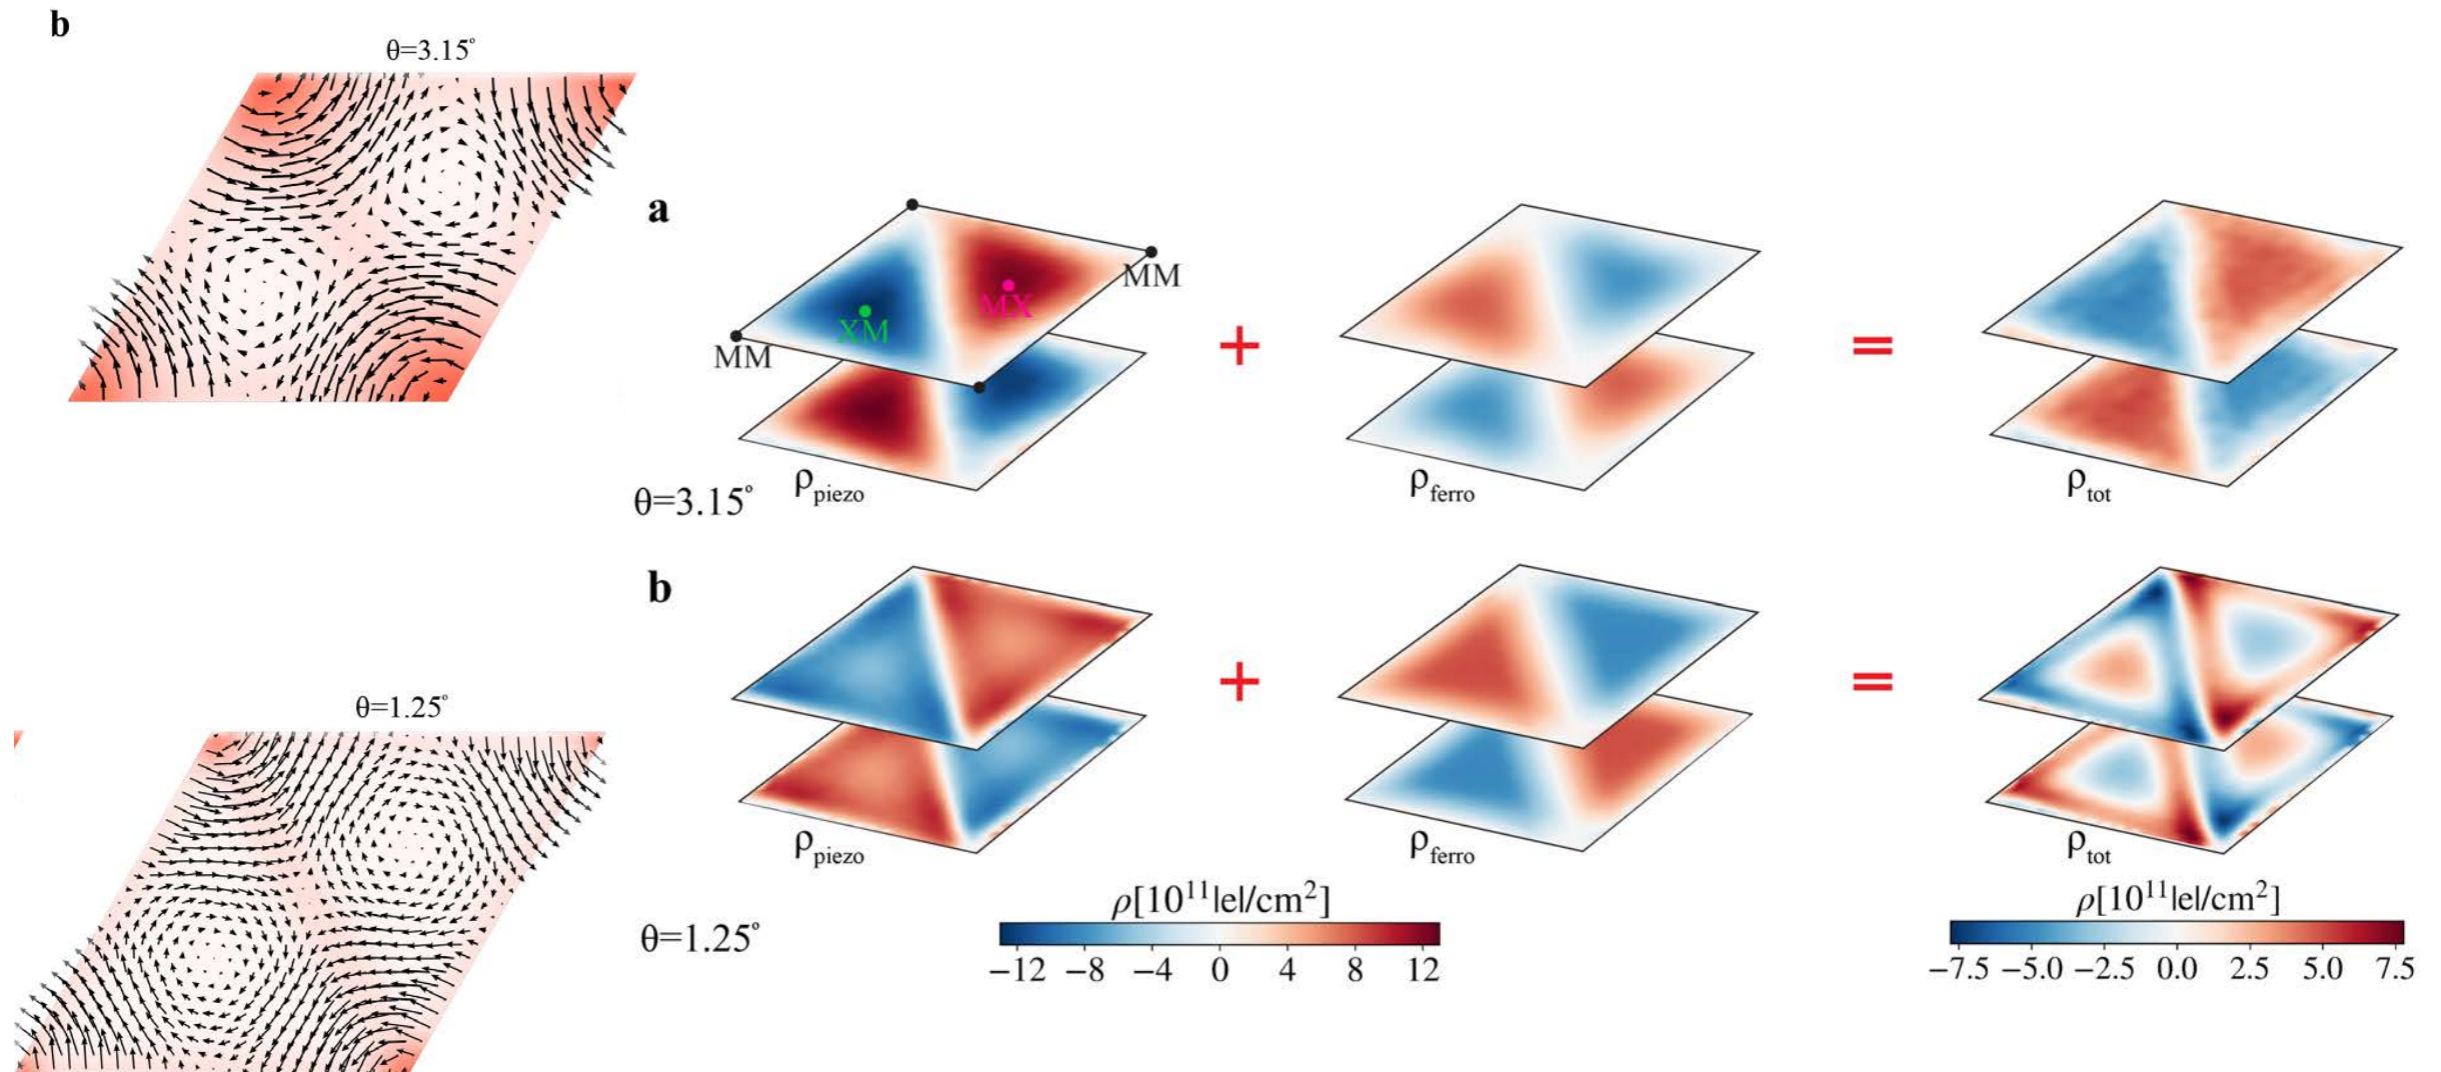 b
θ=3.15°
θ=1.25°
a
MM
MX
XM
MM
+
=
ρpiezo
ρferro
ρtot
θ=3.15°
b
+
=
ρpiezo
ρferro
ρtot
θ=1.25°
ρ[10¹¹|e|/cm²]
−12 −8 −4 0 4 8 12
ρ[10¹¹|e|/cm²]
−7.5 −5.0 −2.5 0.0 2.5 5.0 7.5